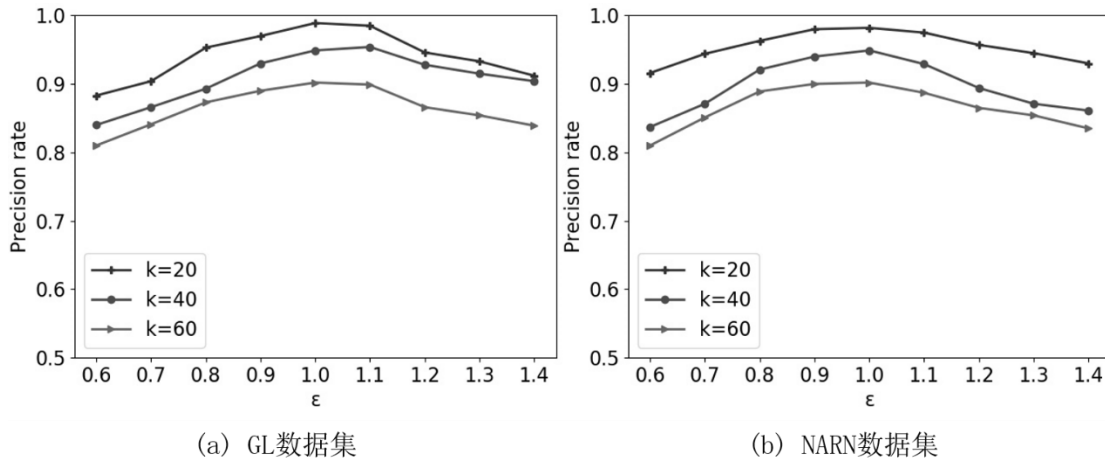 1.0
0.9
0.8
0.7
0.6
0.5
Precision rate
k=20
k=40
k=60
0.6 0.7 0.8 0.9 1.0 1.1 1.2 1.3 1.4
ε
(a) GL数据集
1.0
0.9
0.8
0.7
0.6
0.5
Precision rate
k=20
k=40
k=60
0.6 0.7 0.8 0.9 1.0 1.1 1.2 1.3 1.4
ε
(b) NARN数据集